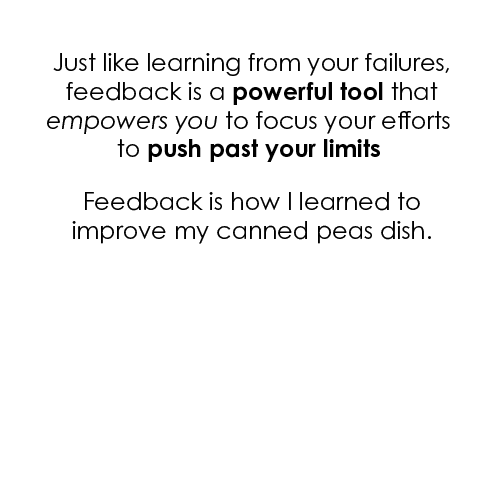 Just like learning from your failures,
feedback is a powerful tool that
empowers you to focus your efforts
to push past your limits
Feedback is how I learned to
improve my canned peas dish.